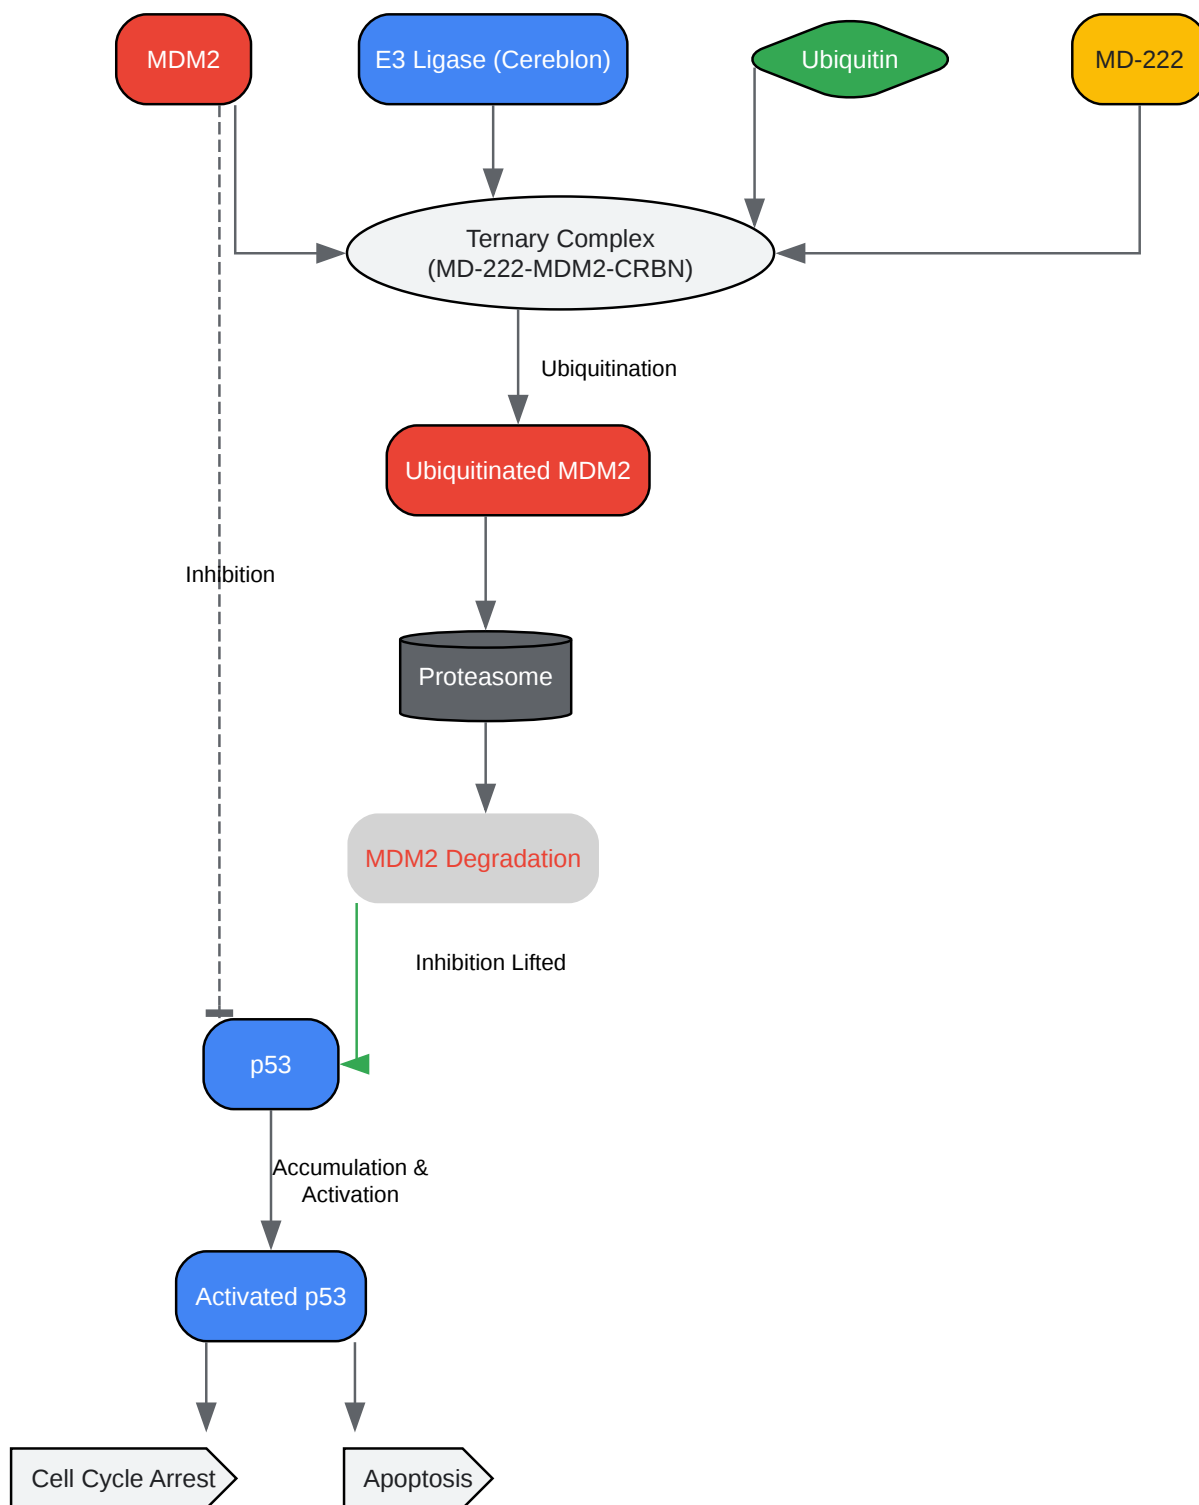 MDM2
E3 Ligase (Cereblon)
Ubiquitin
MD-222
Ternary Complex
(MD-222-MDM2-CRBN)
Ubiquitination
Ubiquitinated MDM2
Inhibition
Proteasome
MDM2 Degradation
Inhibition Lifted
p53
Accumulation &
Activation
Activated p53
Cell Cycle Arrest
Apoptosis